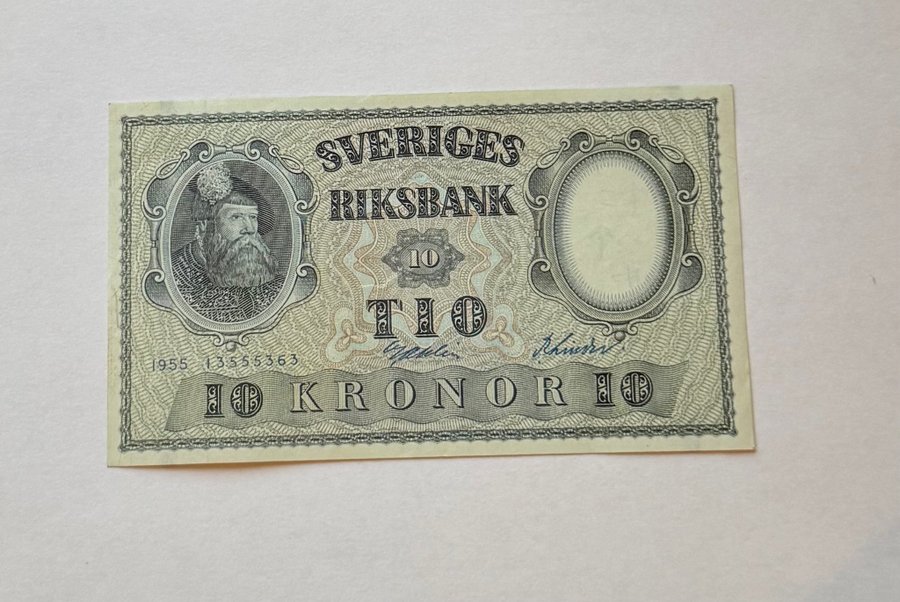 SVERIGES
RIKSBANK
10
TIO
1955 13555363
10 KRONOR 10